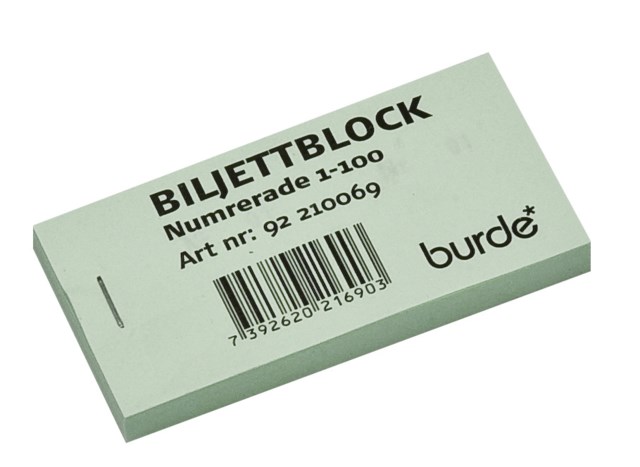 BILJETTBLOCK
Numrerade 1-100
Art nr: 92 210069
burde*
7 392620 216903